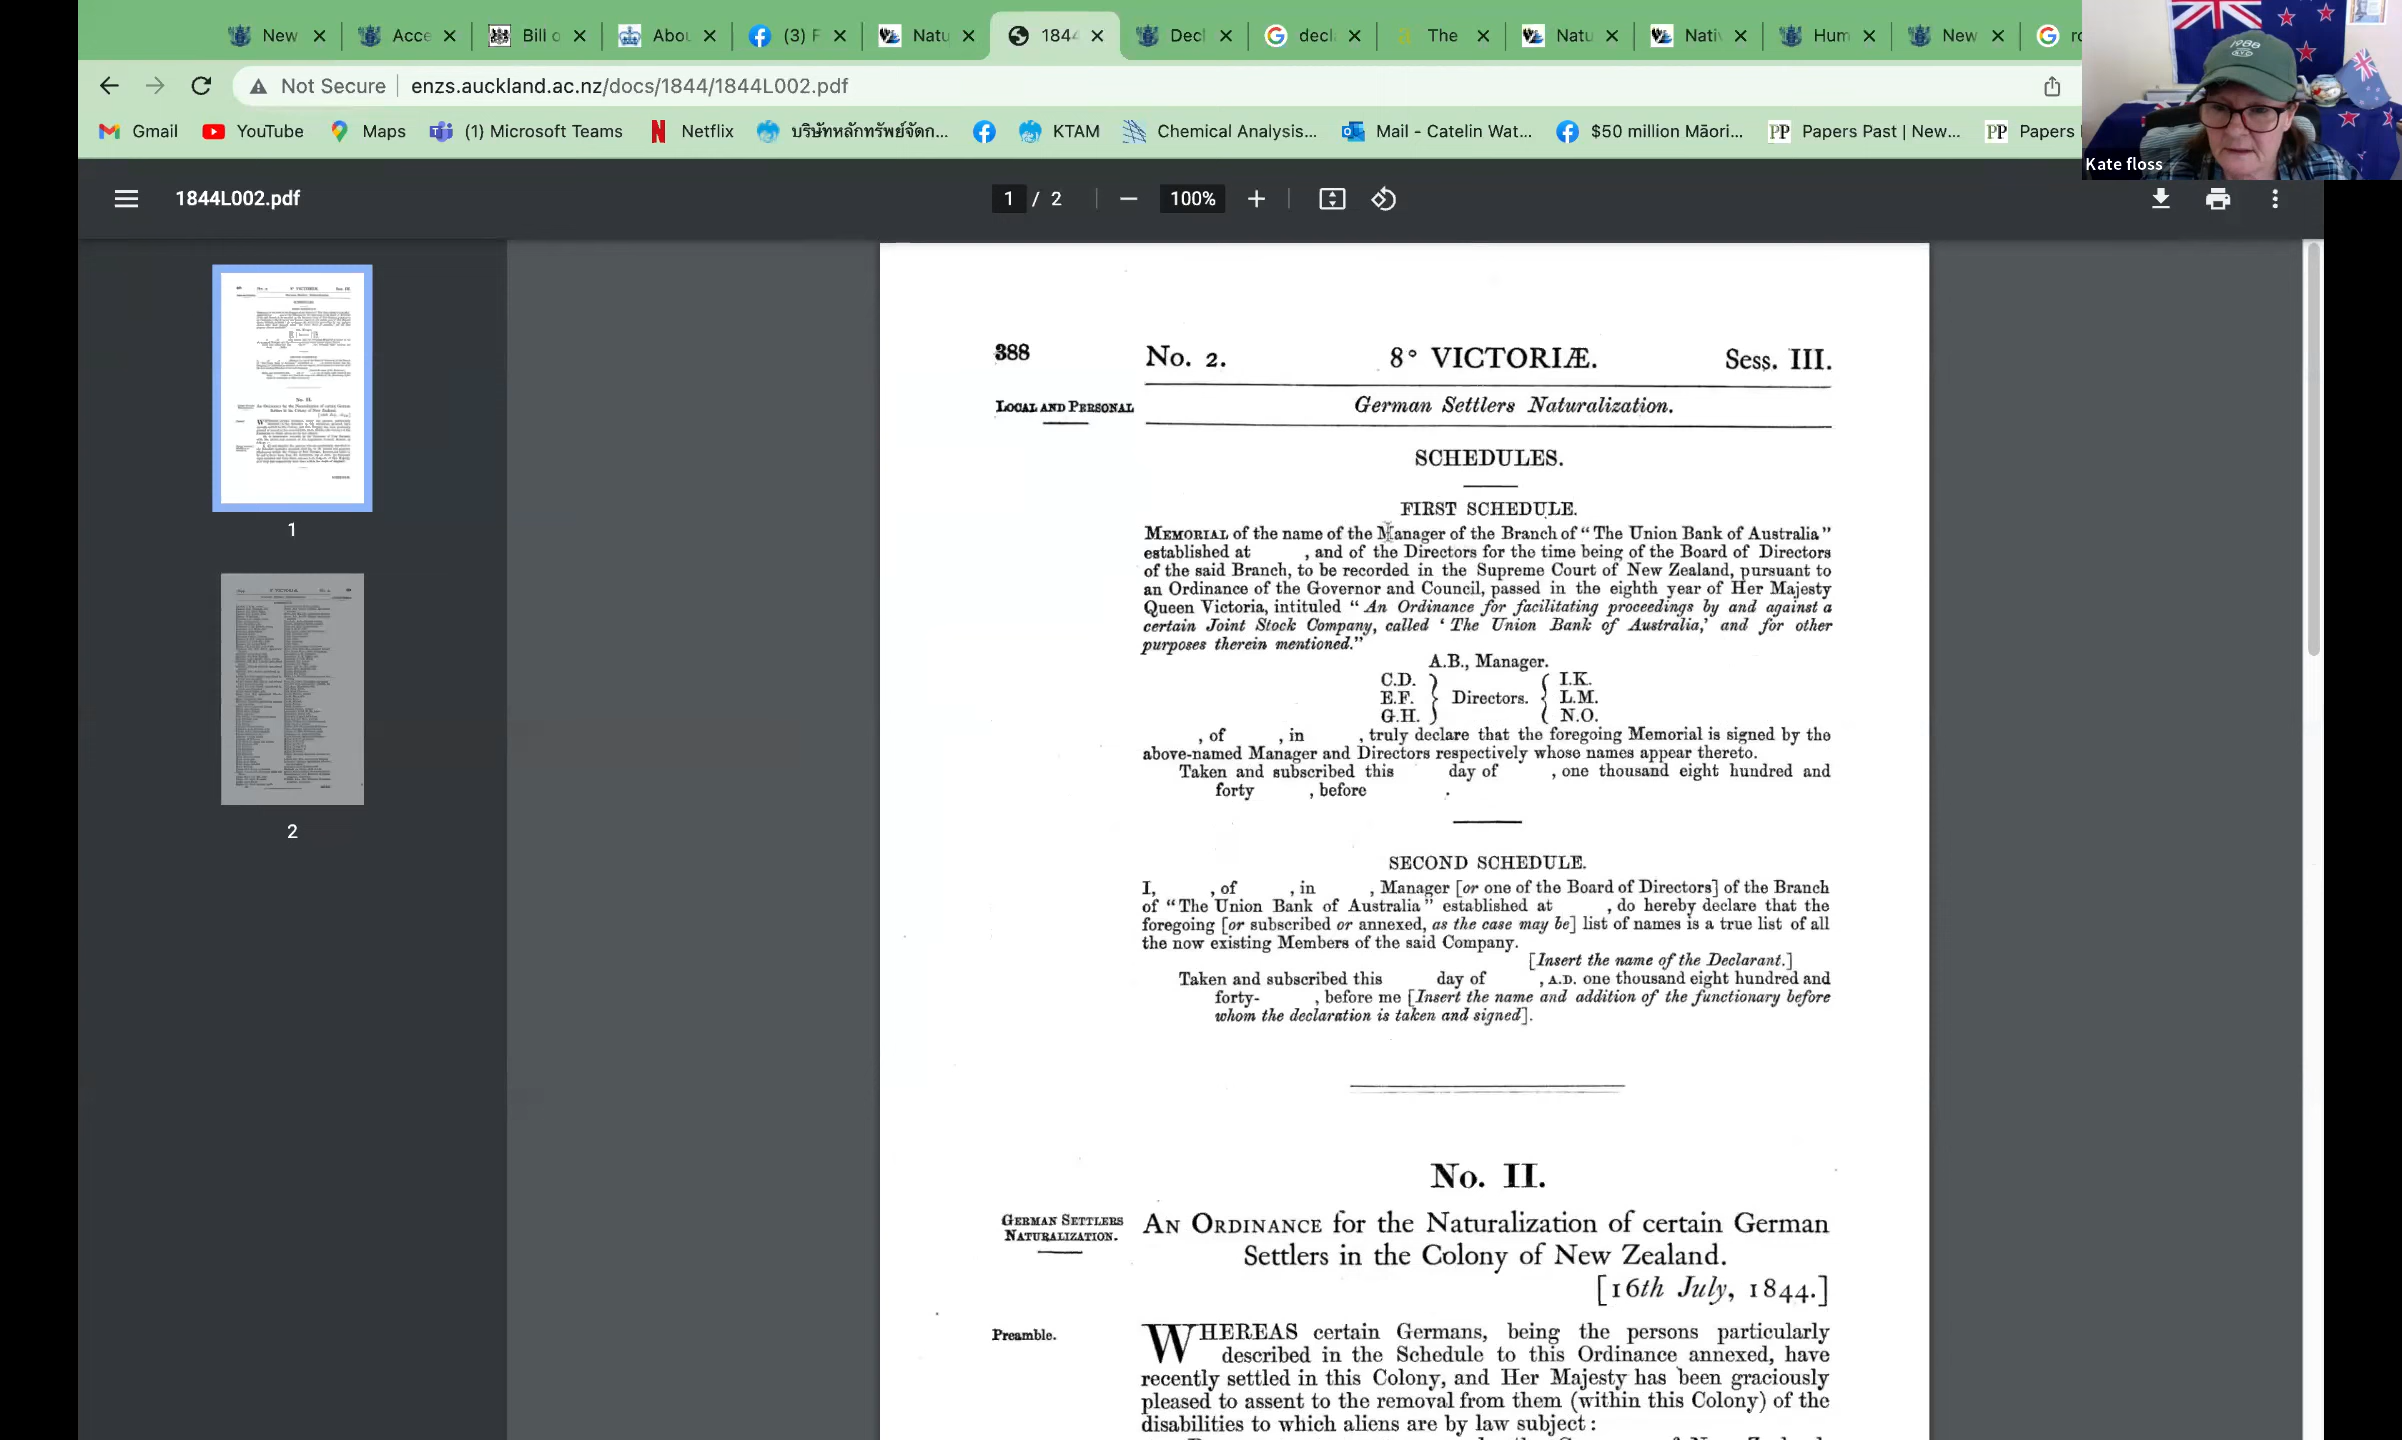 New
Acce
Bill o
Abou
(3) F
Natu
1844
Decl
decl
The
Natu
Nati
Hum
New
Not Secure
enzs.auckland.ac.nz/docs/1844/1844L002.pdf
Gmail
YouTube
Maps
(1) Microsoft Teams
Netflix
บริษัทหลักทรัพย์จัดก...
KTAM
Chemical Analysis...
Mail - Catelin Wat...
$50 million Māori...
Papers Past | New...
Papers
1988
Kate floss
1844L002.pdf
1 / 2
100%
1
2
388 No. 2. 8° VICTORIÆ. Sess. III.
LOCAL AND PERSONAL German Settlers Naturalization.
SCHEDULES.
FIRST SCHEDULE.
MEMORIAL of the name of the Manager of the Branch of “ The Union Bank of Australia ”
established at , and of the Directors for the time being of the Board of Directors
of the said Branch, to be recorded in the Supreme Court of New Zealand, pursuant to
an Ordinance of the Governor and Council, passed in the eighth year of Her Majesty
Queen Victoria, intituled “ An Ordinance for facilitating proceedings by and against a
certain Joint Stock Company, called ‘ The Union Bank of Australia,’ and for other
purposes therein mentioned.”
A.B., Manager.
C.D. I.K.
E.F. Directors. L.M.
G.H. N.O.
, of , in , truly declare that the foregoing Memorial is signed by the
above-named Manager and Directors respectively whose names appear thereto.
Taken and subscribed this day of , one thousand eight hundred and
forty , before .
SECOND SCHEDULE.
I, , of , in , Manager [or one of the Board of Directors] of the Branch
of “ The Union Bank of Australia ” established at , do hereby declare that the
foregoing [or subscribed or annexed, as the case may be] list of names is a true list of all
the now existing Members of the said Company.
[Insert the name of the Declarant.]
Taken and subscribed this day of , A.D. one thousand eight hundred and
forty- , before me [Insert the name and addition of the functionary before
whom the declaration is taken and signed].
No. II.
GERMAN SETTLERS
NATURALIZATION.
AN ORDINANCE for the Naturalization of certain German
Settlers in the Colony of New Zealand.
[16th July, 1844.]
Preamble.
WHEREAS certain Germans, being the persons particularly
described in the Schedule to this Ordinance annexed, have
recently settled in this Colony, and Her Majesty has been graciously
pleased to assent to the removal from them (within this Colony) of the
disabilities to which aliens are by law subject :